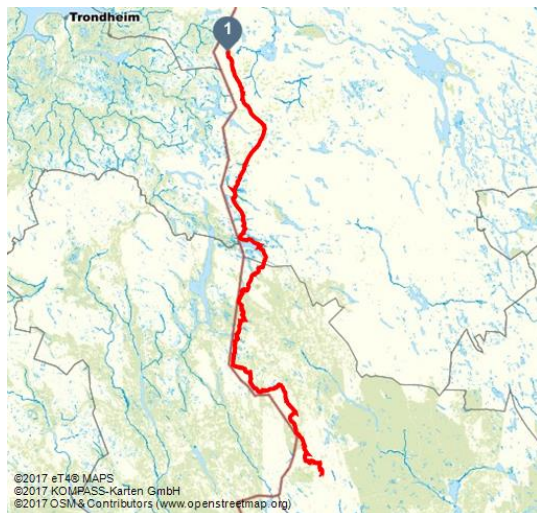 Trondheim
1
©2017 eT4® MAPS
©2017 KOMPASS-Karten GmbH
©2017 OSM & Contributors (www.openstreetmap.org)